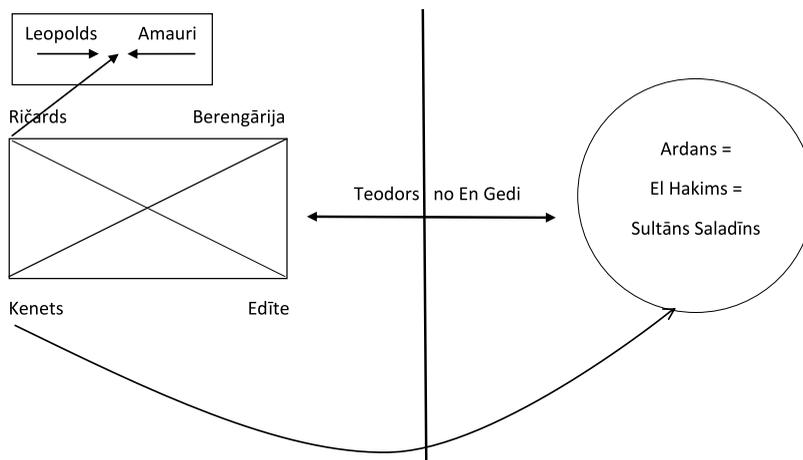 Leopolds Amauri
Ričards Berengārija
Teodors no En Gedi
Kenets Edīte
Ardans =
El Hakims =
Sultāns Saladīns